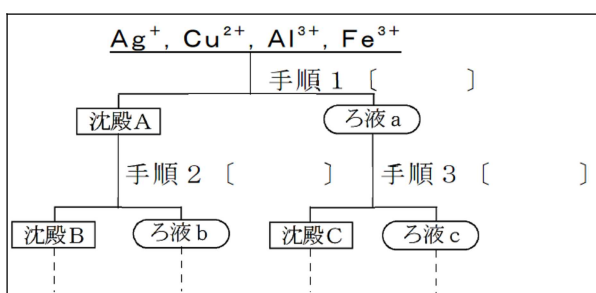 Ag⁺, Cu²⁺, Al³⁺, Fe³⁺
手順1〔　　　〕
沈殿A　ろ液a
手順2〔　　　〕　手順3〔　　　〕
沈殿B　ろ液b　沈殿C　ろ液c